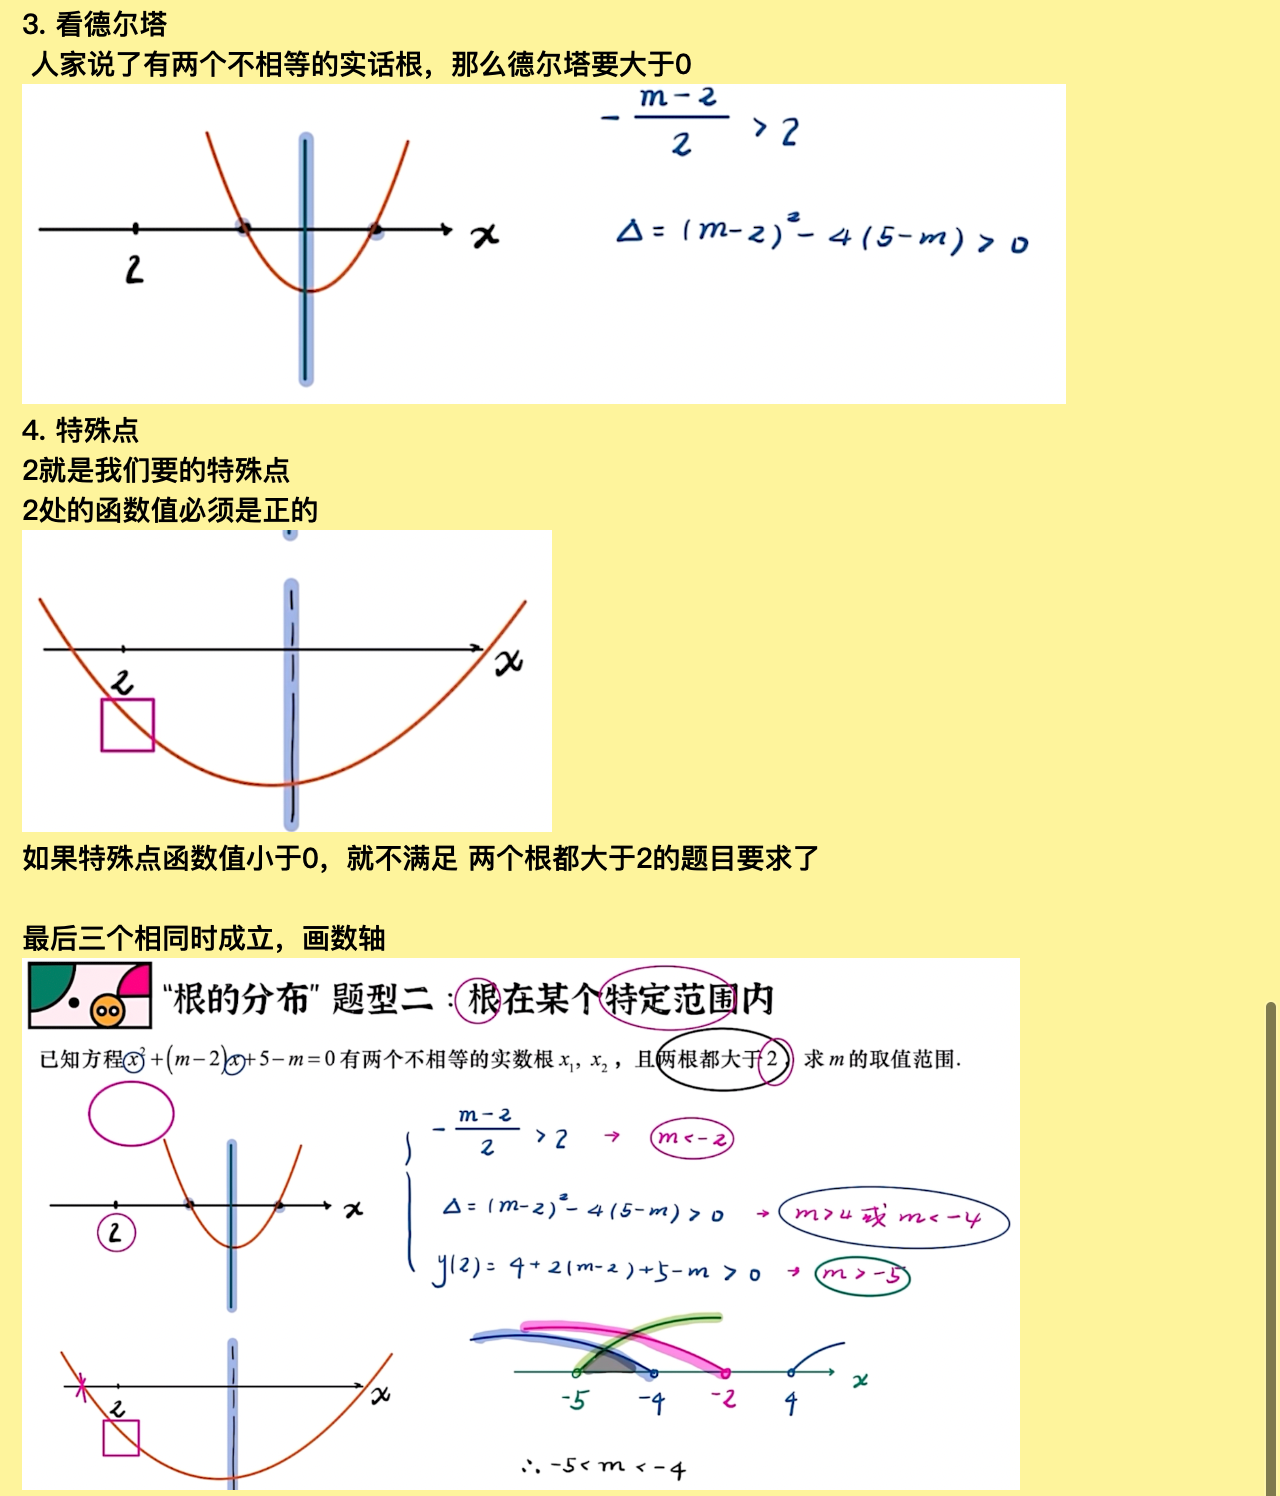 3. 看德尔塔
人家说了有两个不相等的实话根，那么德尔塔要大于0
- (m-2)/2 > 2
Δ = (m-2)² - 4(5-m) > 0
2
x
4. 特殊点
2就是我们要的特殊点
2处的函数值必须是正的
2
x
如果特殊点函数值小于0，就不满足 两个根都大于2的题目要求了
最后三个相同时成立，画数轴
“根的分布” 题型二：根在某个特定范围内
已知方程x²+(m-2)x+5-m=0有两个不相等的实数根x₁, x₂，且两根都大于2，求m的取值范围.
- (m-2)/2 > 2 → m<-2
2
x
Δ = (m-2)² - 4(5-m) > 0 → m>4 或 m<-4
y(2) = 4+2(m-2)+5-m > 0 → m>-5
2
x
-5 -4 -2 4 x
∴ -5<m<-4